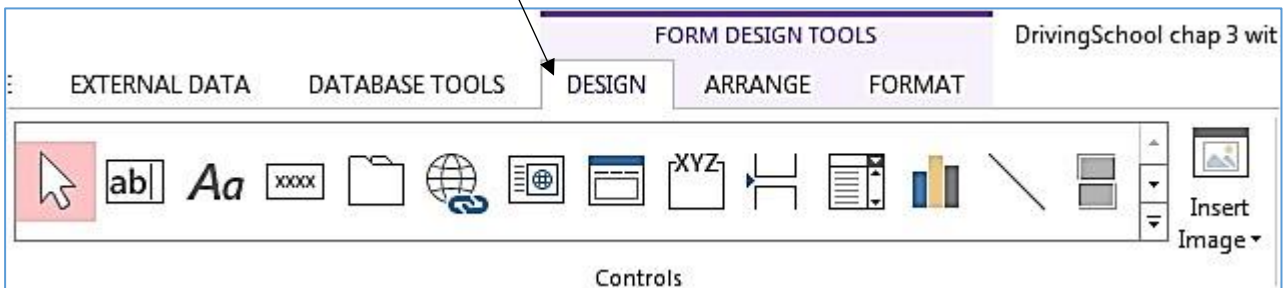 FORM DESIGN TOOLS DrivingSchool chap 3 wit
EXTERNAL DATA DATABASE TOOLS DESIGN ARRANGE FORMAT
ab Aa xxxx XYZ
Insert
Image
Controls